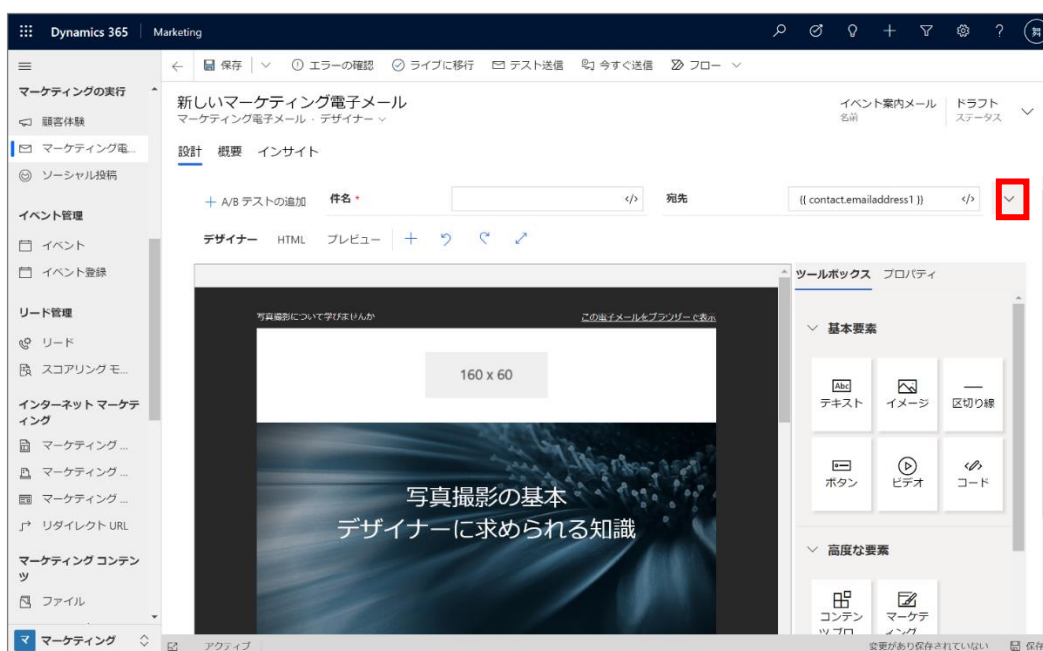 Dynamics 365 Marketing
保存 エラーの確認 ライブに移行 テスト送信 今すぐ送信 フロー
マーケティングの実行
顧客体験
マーケティング電...
ソーシャル投稿
イベント管理
イベント
イベント登録
リード管理
リード
スコアリング モ...
インターネット マーケテ
ィング
マーケティング ...
マーケティング ...
マーケティング ...
リダイレクト URL
マーケティング コンテン
ツ
ファイル
マ マーケティング
新しいマーケティング電子メール
マーケティング電子メール · デザイナー
イベント案内メール
名前
ドラフト
ステータス
設計 概要 インサイト
A/B テストの追加 件名 * 宛先 {{ contact.emailaddress1 }}
デザイナー HTML プレビュー
写真撮影について学びませんか この電子メールをブラウザーで表示
160 x 60
写真撮影の基本
デザイナーに求められる知識
ツールボックス プロパティ
基本要素
Abc
テキスト イメージ 区切り線
ボタン ビデオ コード
高度な要素
コンテン マーケテ
ツ ブロ ィング
アクティブ 変更があり保存されていない 保存